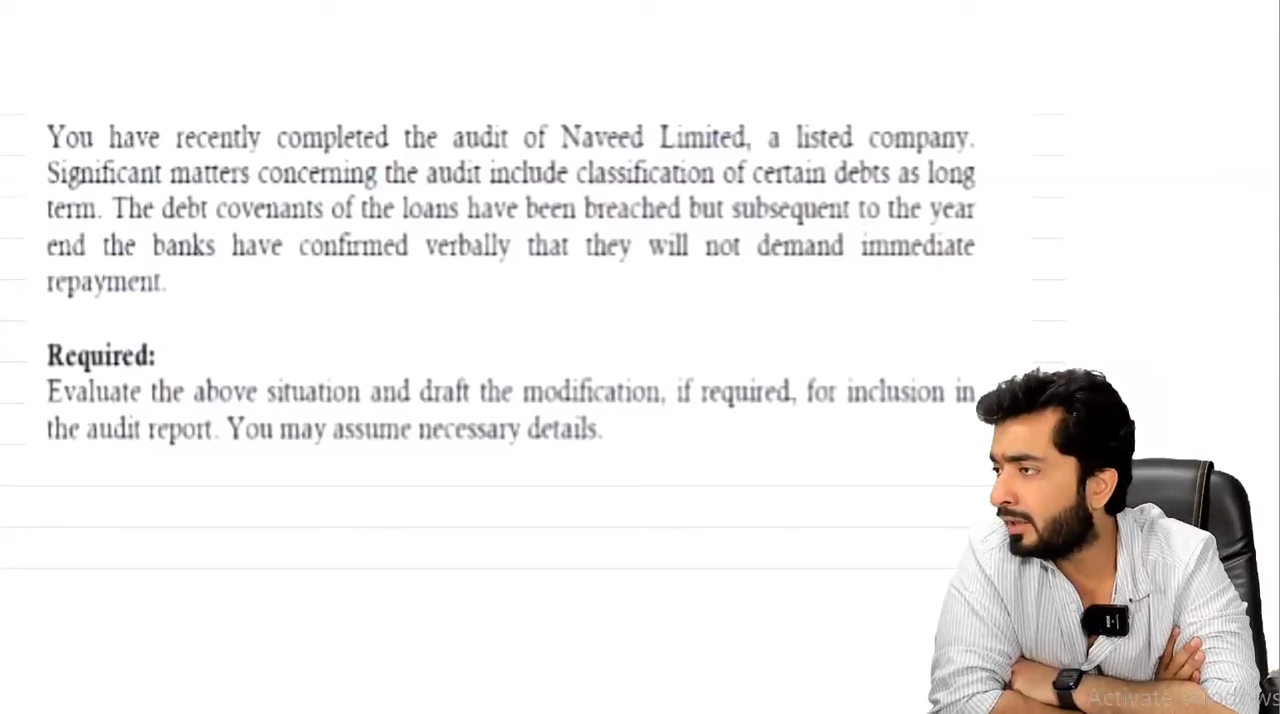 You have recently completed the audit of Naveed Limited, a listed company.
Significant matters concerning the audit include classification of certain debts as long
term. The debt covenants of the loans have been breached but subsequent to the year
end the banks have confirmed verbally that they will not demand immediate
repayment.
Required:
Evaluate the above situation and draft the modification, if required, for inclusion in
the audit report. You may assume necessary details.
Activate Windows